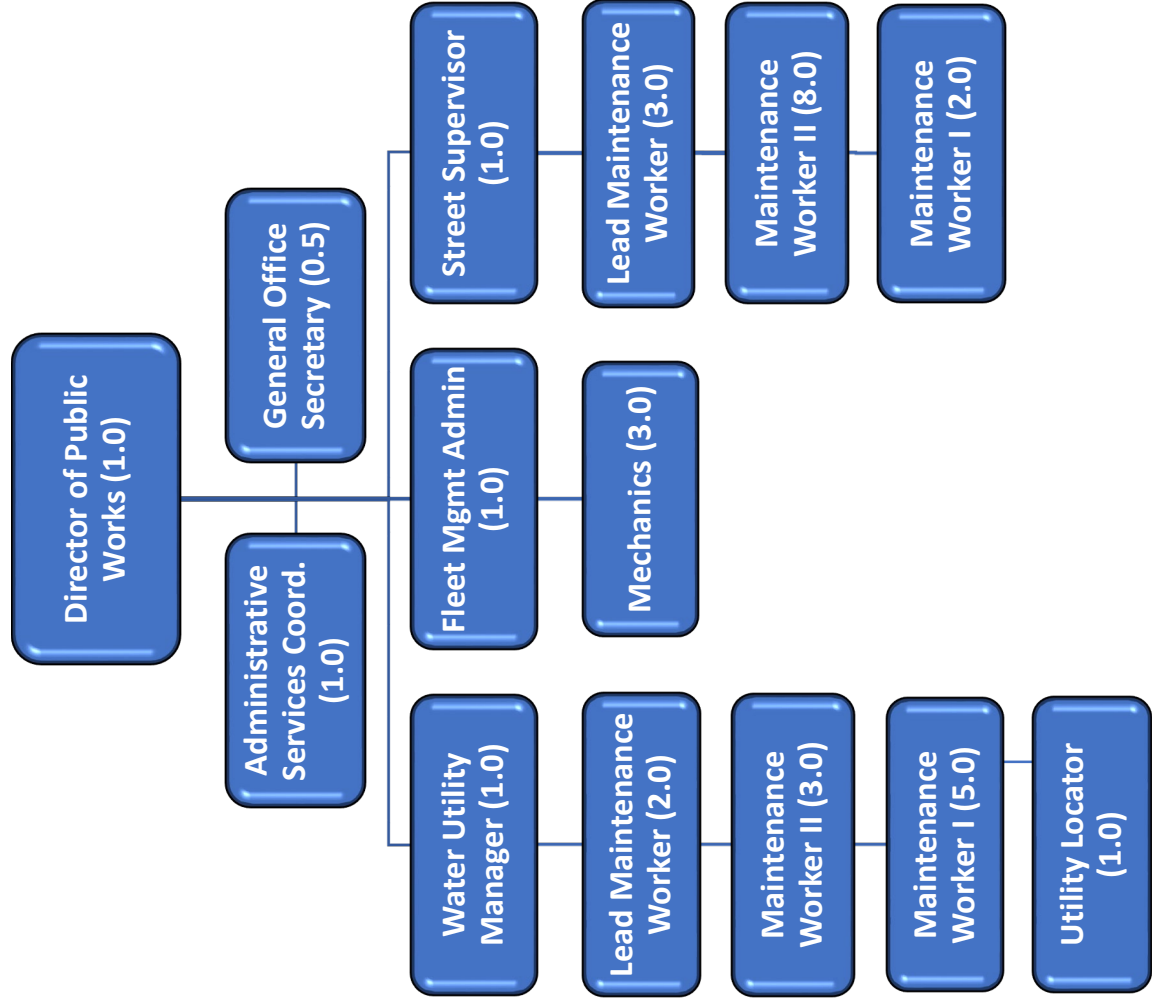 Director of Public
Works (1.0)
Administrative
Services Coord.
(1.0)
General Office
Secretary (0.5)
Water Utility
Manager (1.0)
Fleet Mgmt Admin
(1.0)
Street Supervisor
(1.0)
Lead Maintenance
Worker (2.0)
Mechanics (3.0)
Lead Maintenance
Worker (3.0)
Maintenance
Worker II (3.0)
Maintenance
Worker II (8.0)
Maintenance
Worker I (5.0)
Maintenance
Worker I (2.0)
Utility Locator
(1.0)